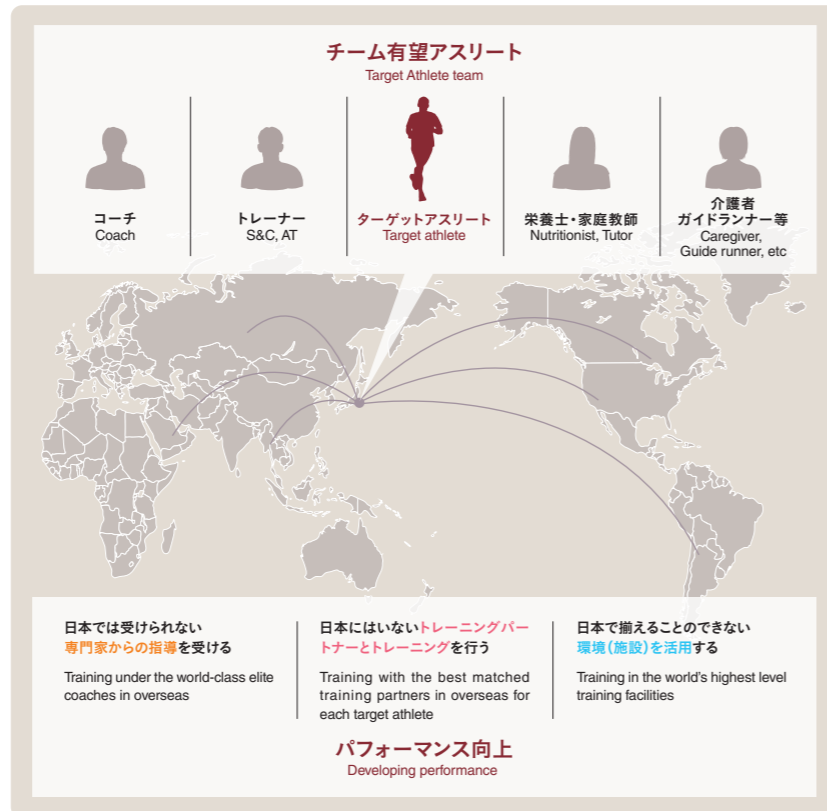 チーム有望アスリート
Target Athlete team
コーチ
Coach
トレーナー
S&C, AT
ターゲットアスリート
Target athlete
栄養士・家庭教師
Nutritionist, Tutor
介護者
ガイドランナー等
Caregiver,
Guide runner, etc
日本では受けられない
専門家からの指導を受ける
Training under the world-class elite
coaches in overseas
日本にはいないトレーニングパー
トナーとトレーニングを行う
Training with the best matched
training partners in overseas for
each target athlete
日本で揃えることのできない
環境（施設）を活用する
Training in the world's highest level
training facilities
パフォーマンス向上
Developing performance